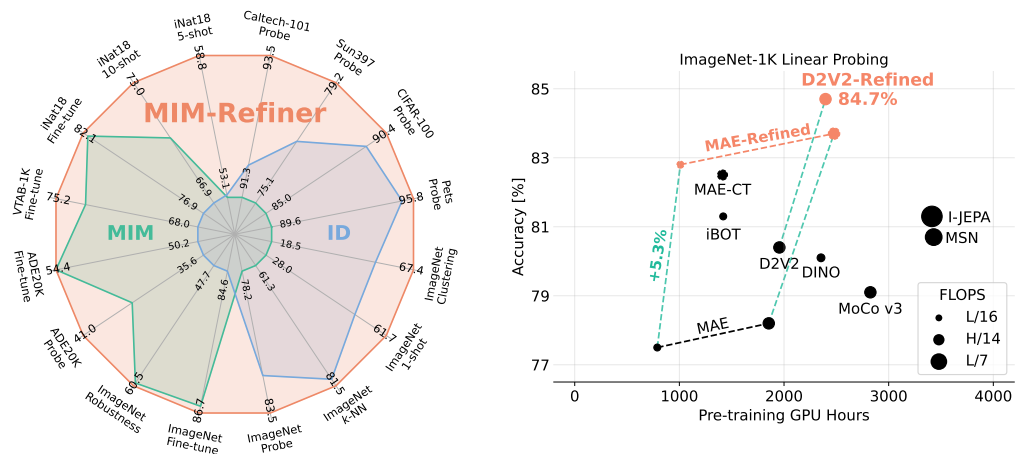 Caltech-101
Probe
93.5
Sun397
Probe
79.2
CIFAR-100
Probe
90.4
Pets
Probe
95.8
ImageNet
Clustering
67.4
ImageNet
1-shot
61.7
ImageNet
k-NN
81.5
ImageNet
Probe
83.5
ImageNet
Fine-tune
86.7
ImageNet
Robustness
60.5
ADE20K
Probe
41.0
ADE20K
Fine-tune
54.4
VTAB-1K
Fine-tune
75.2
iNat18
Fine-tune
82.1
iNat18
10-shot
73.0
iNat18
5-shot
58.8
MIM-Refiner
MIM
ID
53.1
91.3
75.1
85.0
89.6
18.5
28.0
61.3
78.2
84.6
47.7
35.6
50.2
68.0
76.9
66.9
ImageNet-1K Linear Probing
D2V2-Refined
84.7%
MAE-Refined
MAE-CT
iBOT
D2V2
DINO
I-JEPA
MSN
MoCo v3
MAE
+5.3%
FLOPS
L/16
H/14
L/7
Accuracy [%]
85
83
81
79
77
0 1000 2000 3000 4000
Pre-training GPU Hours